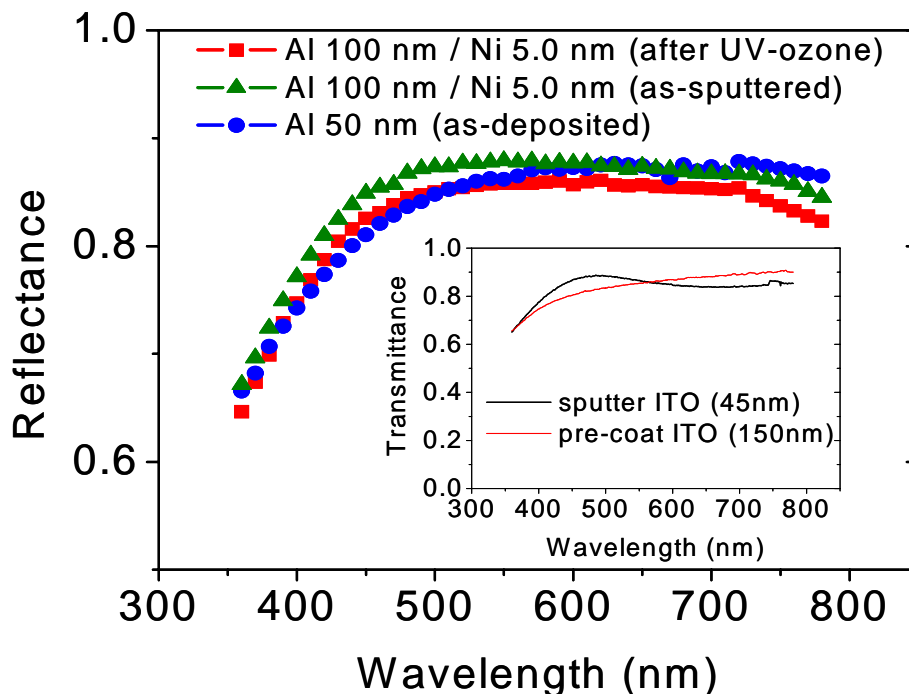 1.0
0.8
0.6
Reflectance
Al 100 nm / Ni 5.0 nm (after UV-ozone)
Al 100 nm / Ni 5.0 nm (as-sputtered)
Al 50 nm (as-deposited)
1.0
0.8
0.6
0.4
0.2
0.0
Transmittance
sputter ITO (45nm)
pre-coat ITO (150nm)
300 400 500 600 700 800
Wavelength (nm)
300 400 500 600 700 800
Wavelength (nm)